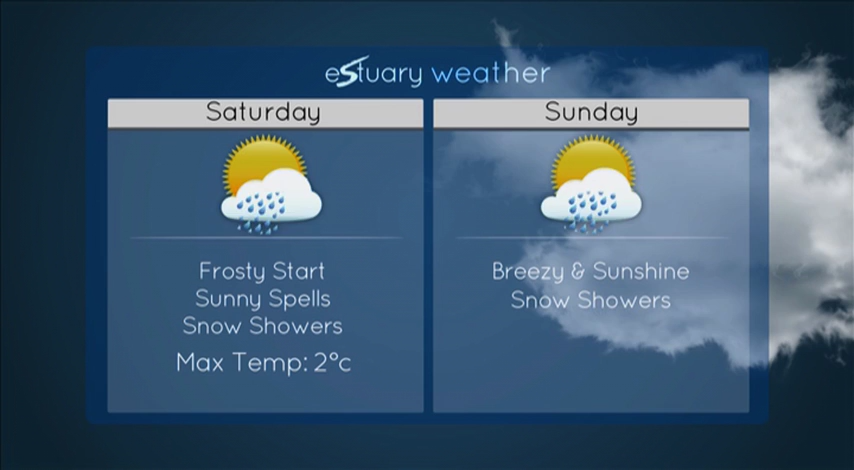 estuary weather
Saturday
Frosty Start
Sunny Spells
Snow Showers
Max Temp: 2°c
Sunday
Breezy & Sunshine
Snow Showers